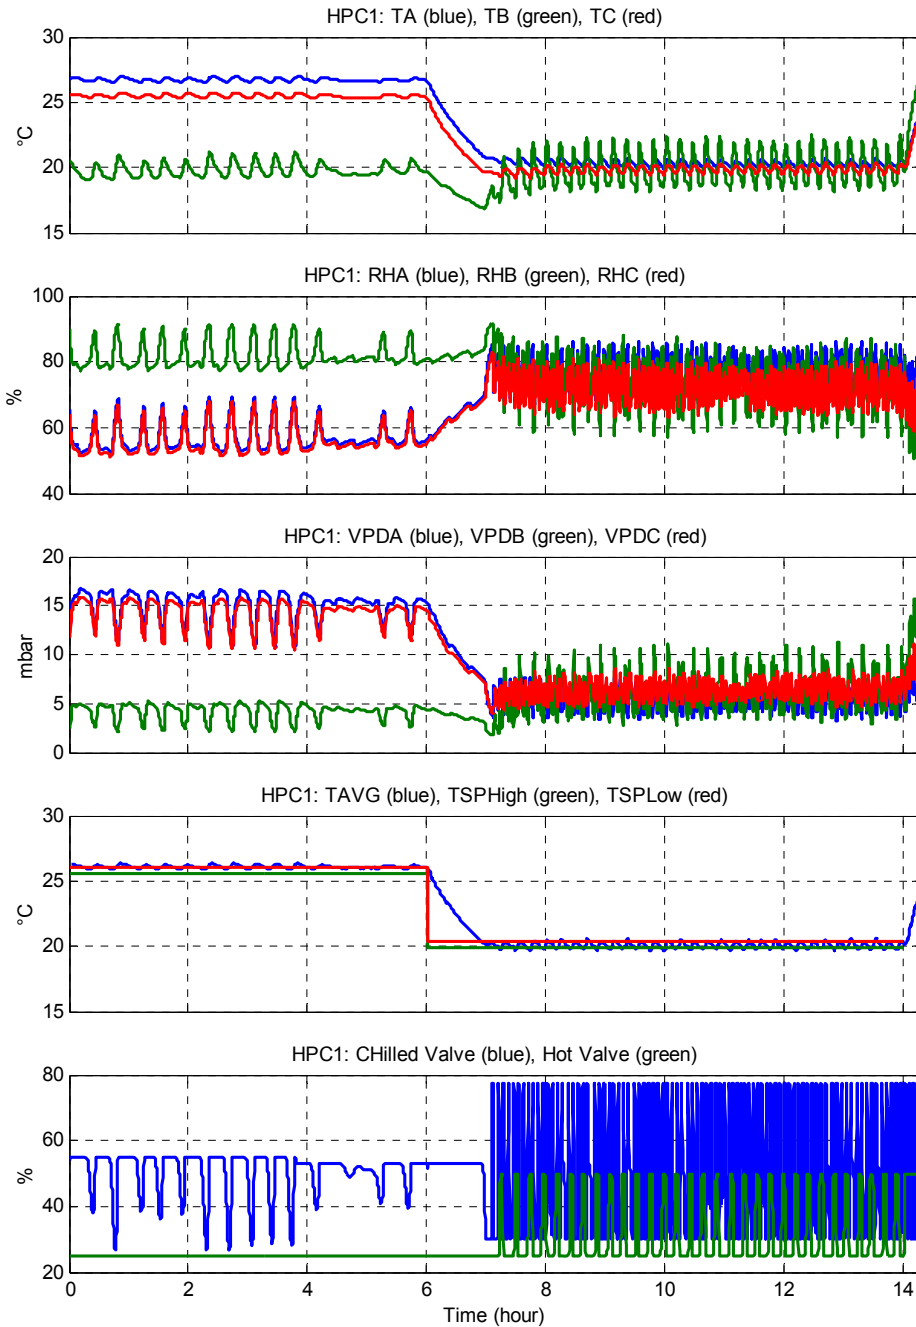 HPC1: TA (blue), TB (green), TC (red)
30
25
20
15
°C
HPC1: RHA (blue), RHB (green), RHC (red)
100
80
60
40
%
HPC1: VPDA (blue), VPDB (green), VPDC (red)
20
15
10
5
0
mbar
HPC1: TAVG (blue), TSPHigh (green), TSPLow (red)
30
25
20
15
°C
HPC1: CHilled Valve (blue), Hot Valve (green)
80
60
40
20
%
0 2 4 6 8 10 12 14
Time (hour)